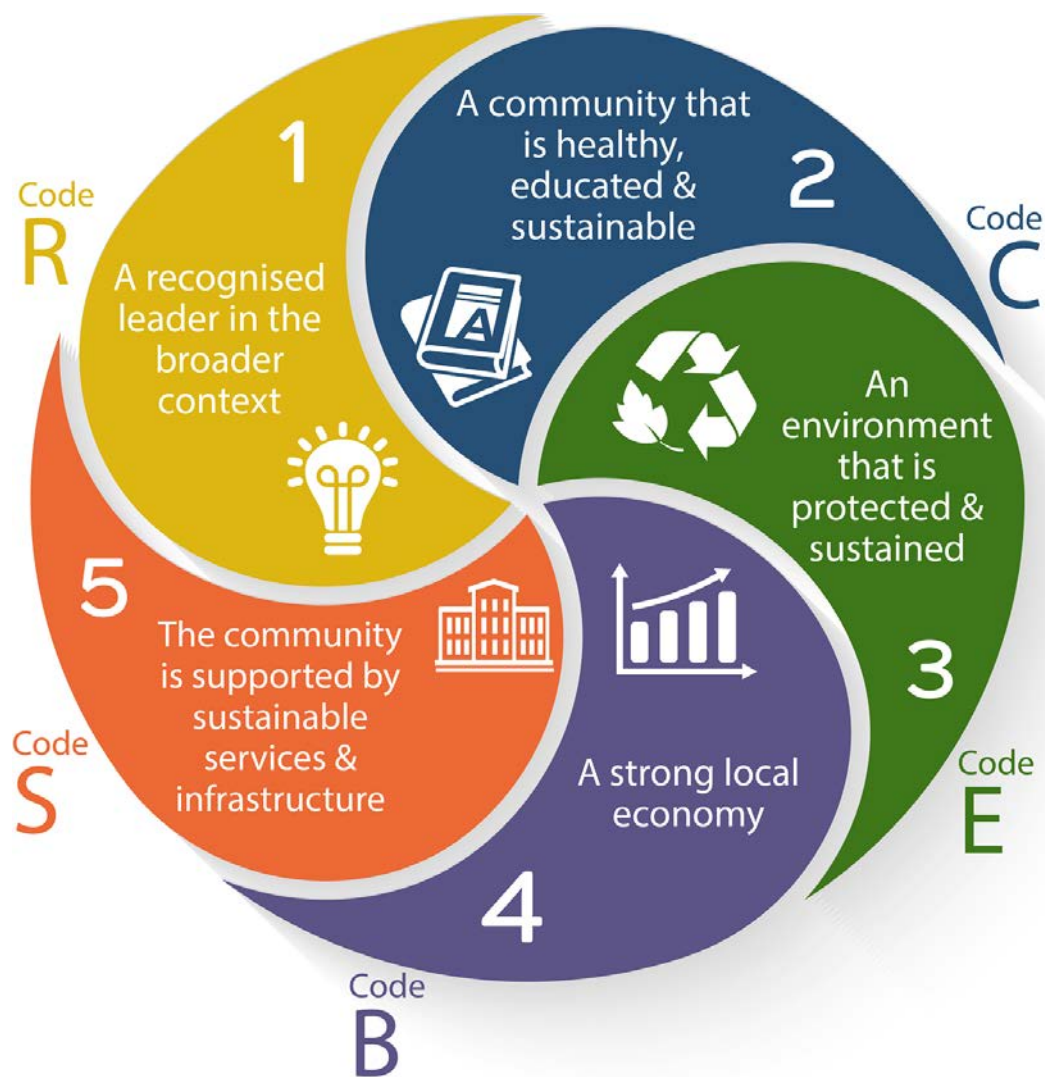 1
Code
R
A recognised
leader in the
broader
context
A community that
is healthy,
educated &
sustainable
2
Code
C
A
An
environment
that is
protected &
sustained
3
Code
E
A strong local
economy
4
Code
B
5
The community
is supported by
sustainable
services &
infrastructure
Code
S